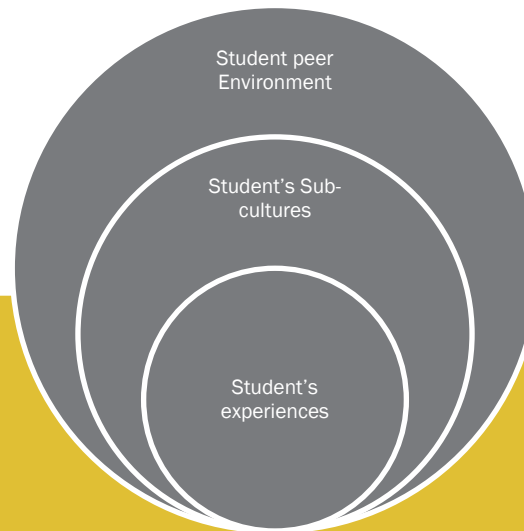 Student peer
Environment
Student’s Sub-
cultures
Student’s
experiences